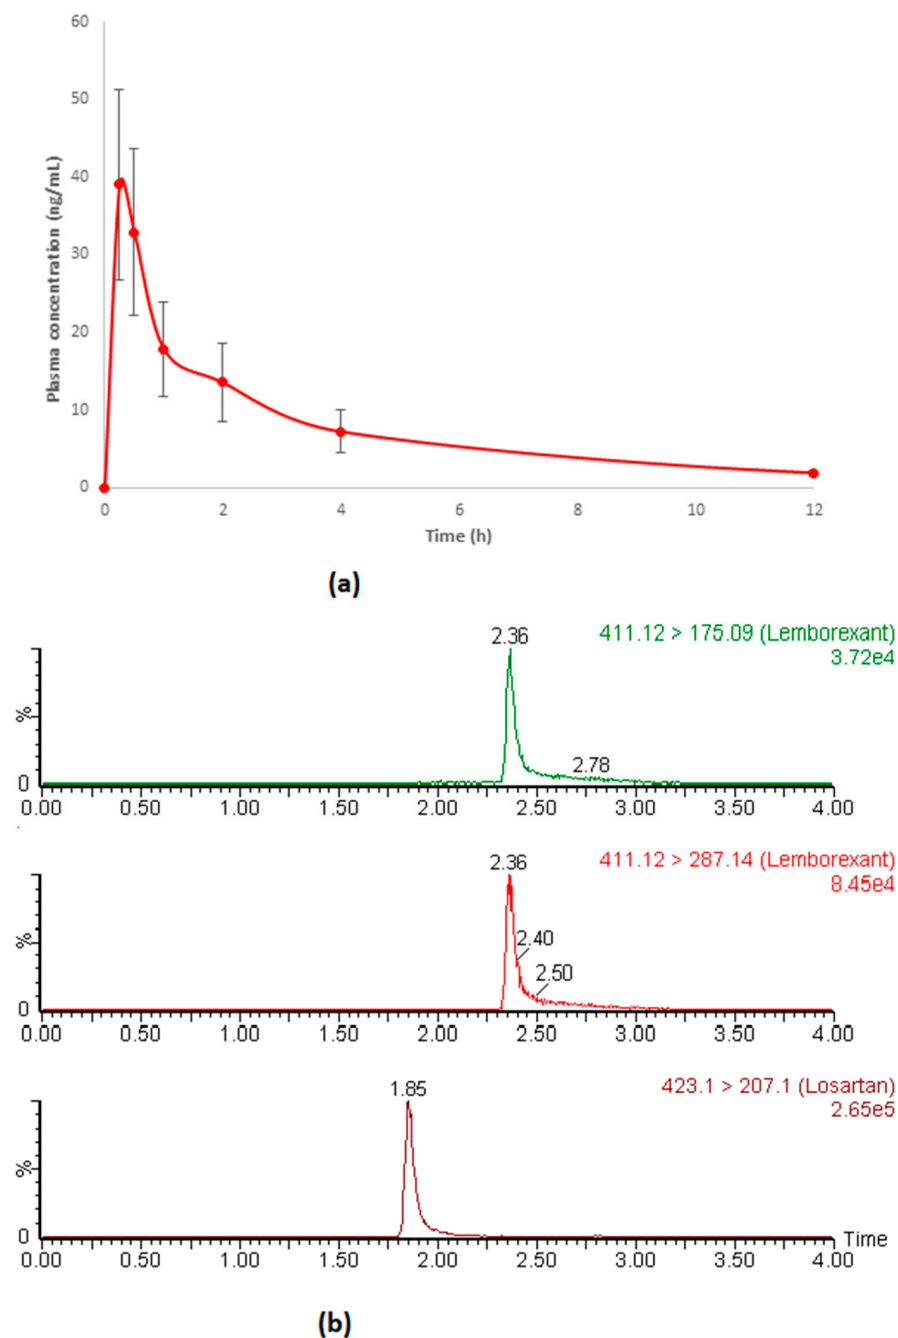 60
50
40
30
20
10
0
Plasma concentration (ng/mL)
0 2 4 6 8 10 12
Time (h)
(a)
2.36
411.12 > 175.09 (Lemborexant)
3.72e4
%
2.78
0
0.00 0.50 1.00 1.50 2.00 2.50 3.00 3.50 4.00
2.36
411.12 > 287.14 (Lemborexant)
8.45e4
%
2.40
2.50
0
0.00 0.50 1.00 1.50 2.00 2.50 3.00 3.50 4.00
1.85
423.1 > 207.1 (Losartan)
2.65e5
%
0
Time
0.00 0.50 1.00 1.50 2.00 2.50 3.00 3.50 4.00
(b)